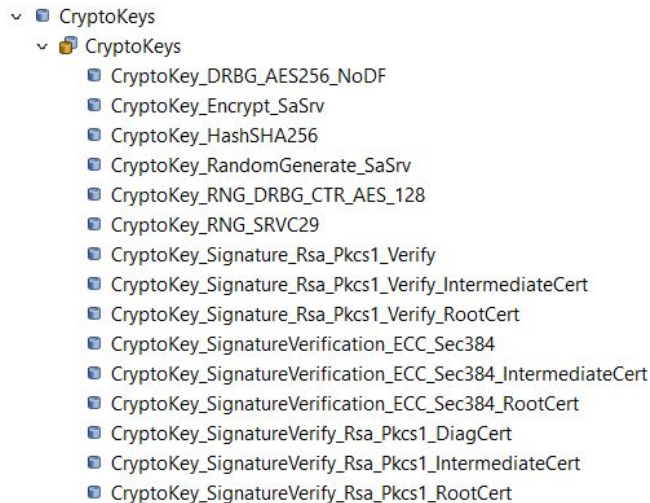 CryptoKeys
CryptoKeys
CryptoKey_DRBG_AES256_NoDF
CryptoKey_Encrypt_SaSrv
CryptoKey_HashSHA256
CryptoKey_RandomGenerate_SaSrv
CryptoKey_RNG_DRBG_CTR_AES_128
CryptoKey_RNG_SRVC29
CryptoKey_Signature_Rsa_Pkcs1_Verify
CryptoKey_Signature_Rsa_Pkcs1_Verify_IntermediateCert
CryptoKey_Signature_Rsa_Pkcs1_Verify_RootCert
CryptoKey_SignatureVerification_ECC_Sec384
CryptoKey_SignatureVerification_ECC_Sec384_IntermediateCert
CryptoKey_SignatureVerification_ECC_Sec384_RootCert
CryptoKey_SignatureVerify_Rsa_Pkcs1_DiagCert
CryptoKey_SignatureVerify_Rsa_Pkcs1_IntermediateCert
CryptoKey_SignatureVerify_Rsa_Pkcs1_RootCert